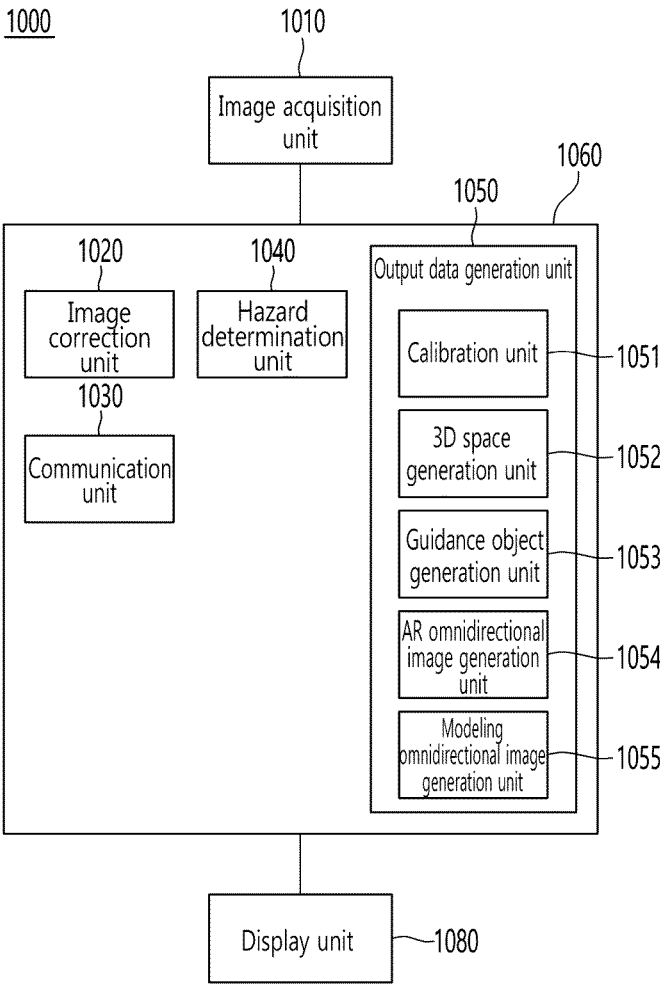 1000
1010
Image acquisition
unit
1060
1050
1020
1040
Output data generation unit
Image
correction
unit
Hazard
determination
unit
Calibration unit
1051
1030
Communication
unit
3D space
generation unit
1052
Guidance object
generation unit
1053
AR omnidirectional
image generation
unit
1054
Modeling
omnidirectional image
generation unit
1055
Display unit
1080